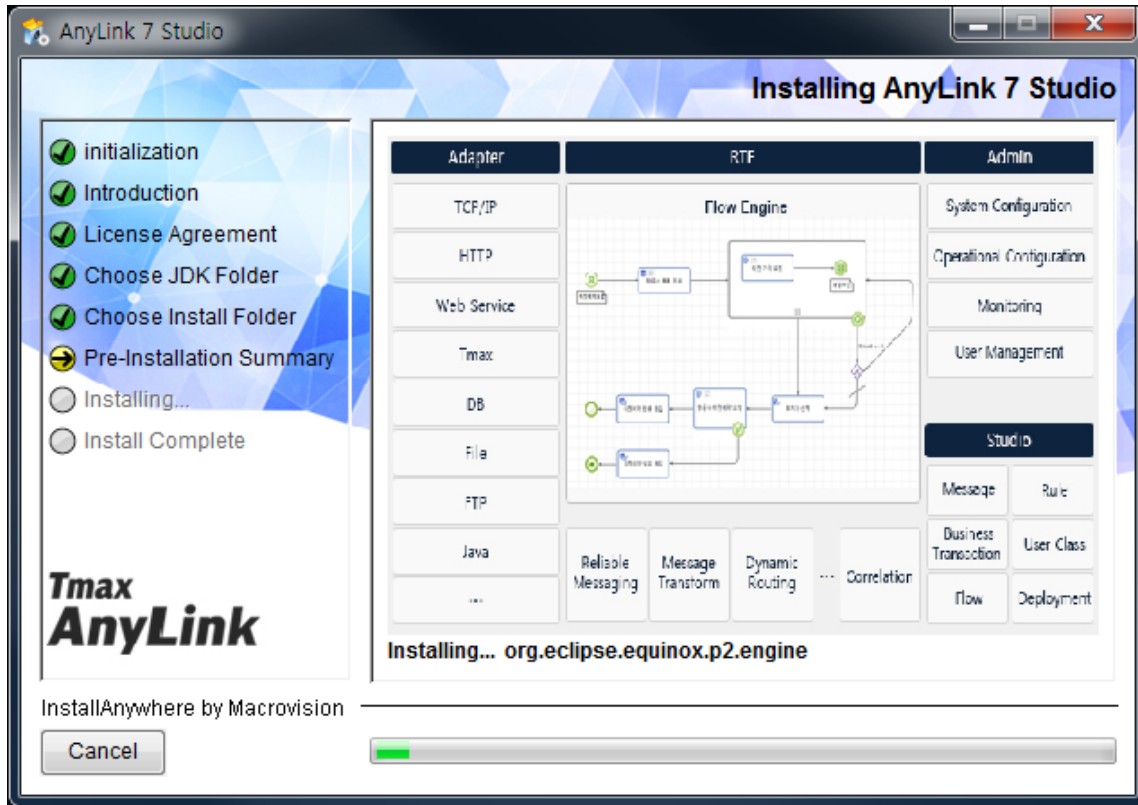 AnyLink 7 Studio
Installing AnyLink 7 Studio
initialization
Introduction
License Agreement
Choose JDK Folder
Choose Install Folder
Pre-Installation Summary
Installing...
Install Complete
Tmax
AnyLink
Adapter
TCP/IP
HTTP
Web Service
Tmax
DB
File
FTP
Java
...
RTE
Flow Engine
Reliable
Messaging
Message
Transform
Dynamic
Routing
...
Correlation
Admin
System Configuration
Operational Configuration
Monitoring
User Management
Studio
Message
Rule
Business
Transaction
User Class
Flow
Deployment
Installing... org.eclipse.equinox.p2.engine
InstallAnywhere by Macrovision
Cancel